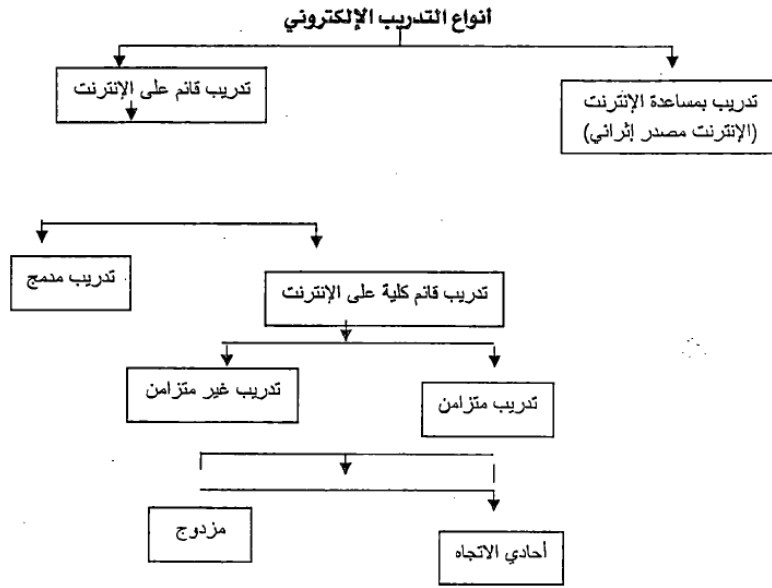 أنواع التدريب الإلكتروني
تدريب بمساعدة الإنترنت
(الإنترنت مصدر إثرائي)
تدريب قائم على الإنترنت
تدريب قائم كلية على الإنترنت
تدريب مدمج
تدريب متزامن
تدريب غير متزامن
أحادي الاتجاه
مزدوج